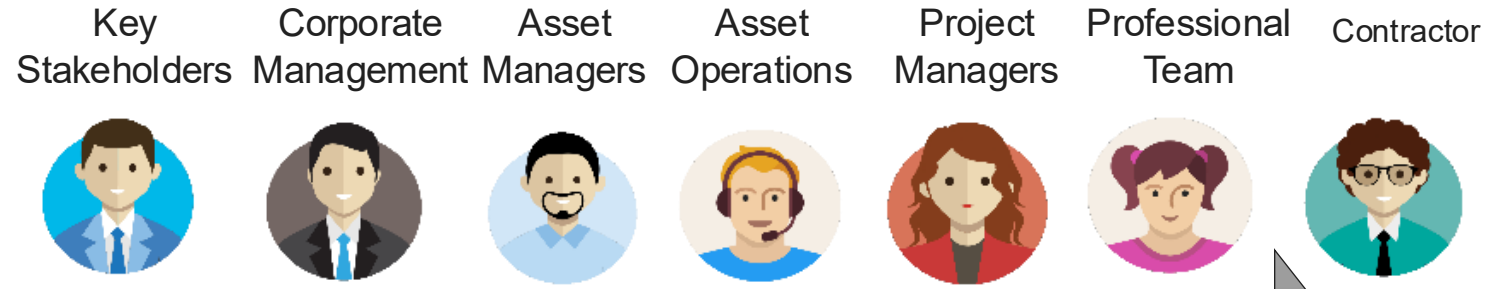 Key Stakeholders
Corporate Management
Asset Managers
Asset Operations
Project Managers
Professional Team
Contractor